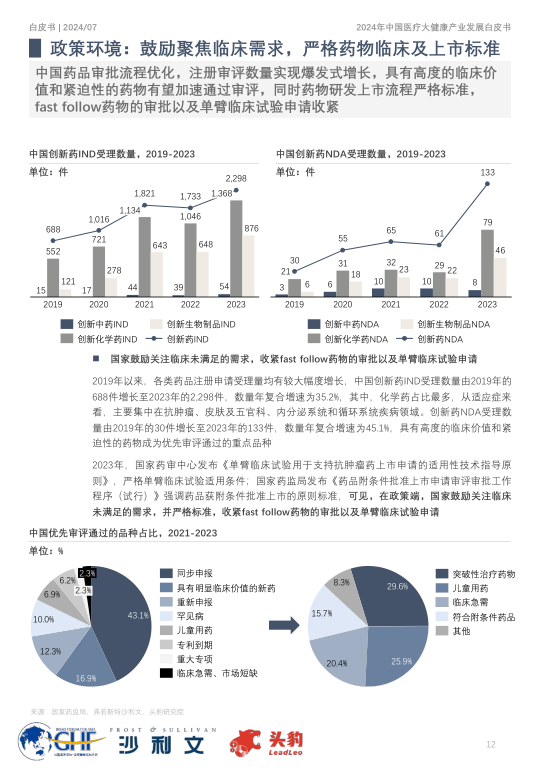 白皮书 | 2024/07
2024年中国医疗大健康产业发展白皮书
政策环境：鼓励聚焦临床需求，严格药物临床及上市标准
中国药品审批流程优化，注册审评数量实现爆发式增长，具有高度的临床价
值和紧迫性的药物有望加速通过审评，同时药物研发上市流程严格标准，
fast follow药物的审批以及单臂临床试验申请收紧
中国创新药IND受理数量，2019-2023
单位：件
688
1,016
1,821
1,733
2,298
552
721
1,134
1,046
1,368
15
121
17
278
44
643
39
648
54
876
2019
2020
2021
2022
2023
创新中药IND
创新生物制品IND
创新化学药IND
创新药IND
中国创新药NDA受理数量，2019-2023
单位：件
30
55
65
61
133
3
21
6
6
31
18
10
32
23
10
29
22
8
79
46
2019
2020
2021
2022
2023
创新中药NDA
创新生物制品NDA
创新化学药NDA
创新药NDA
国家鼓励关注临床未满足的需求，收紧fast follow药物的审批以及单臂临床试验申请
2019年以来，各类药品注册申请受理量均有较大幅度增长，中国创新药IND受理数量由2019年的
688件增长至2023年的2,298件，数量年复合增速为35.2%，其中，化学药占比最多，从适应症来
看，主要集中在抗肿瘤、皮肤及五官科、内分泌系统和循环系统疾病领域。创新药NDA受理数
量由2019年的30件增长至2023年的133件，数量年复合增速为45.1%，具有高度的临床价值和紧
迫性的药物成为优先审评通过的重点品种
2023年，国家药审中心发布《单臂试验用于支持抗肿瘤药上市申请的适用性技术指导原
则》，严格单臂临床试验适用条件；国家药监局发布《药品附条件批准上市申请审评审批工作
程序（试行）》强调药品获附条件批准上市的原则标准，可见，在政策端，国家鼓励关注临床
未满足的需求，并严格标准，收紧fast follow药物的审批以及单臂临床试验申请
中国优先审评通过的品种占比，2021-2023
单位：%
43.1%
16.9%
12.3%
10.0%
6.9%
6.2%
2.3%
2.3%
同步申报
具有明显临床价值的新药
重新申报
罕见病
儿童用药
专利到期
重大专项
临床急需、市场短缺
29.6%
25.9%
20.4%
15.7%
8.3%
突破性治疗药物
儿童用药
临床急需
符合附条件药品
其他
来源：国家药监局，弗若斯特沙利文，头豹研究院
GHF
FROST & SULLIVAN
沙利文
头豹
LeadLeo
12